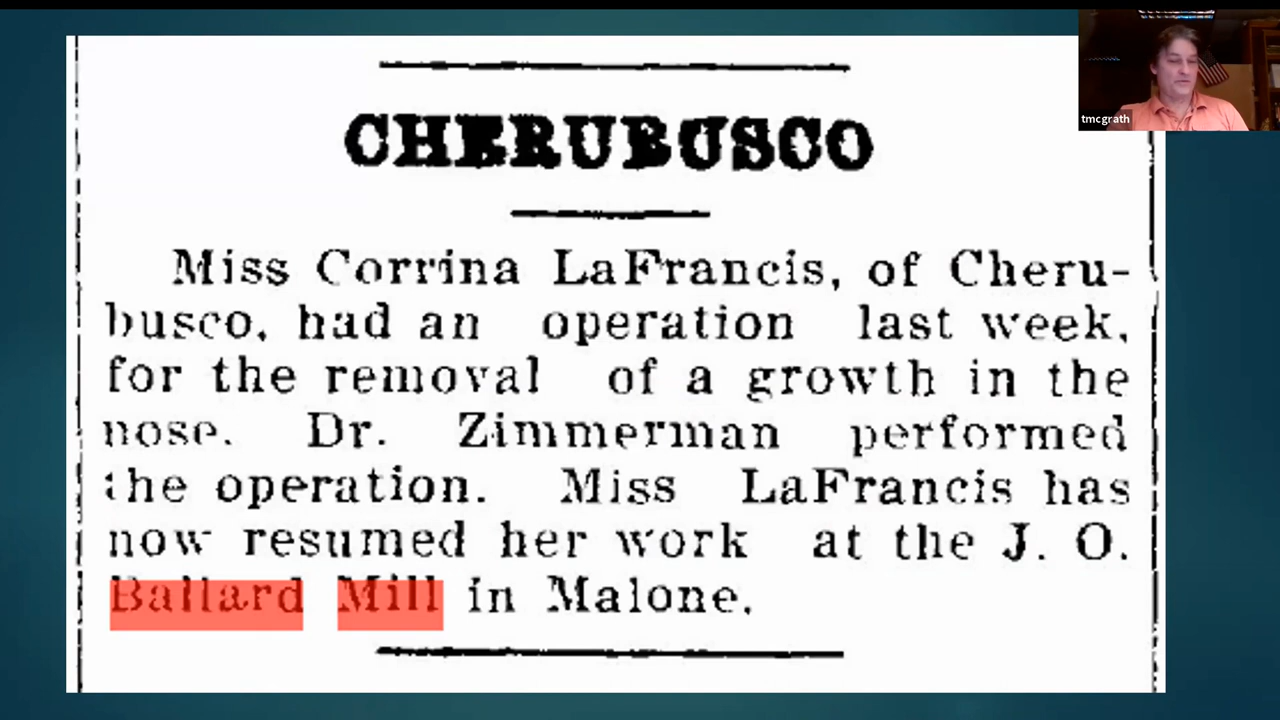 CHERUBUSCO
Miss Corrina LaFrancis, of Cheru-
busco, had an operation last week,
for the removal of a growth in the
nose. Dr. Zimmerman performed
the operation. Miss LaFrancis has
now resumed her work at the J. O.
Ballard Mill in Malone.
tmcgrath